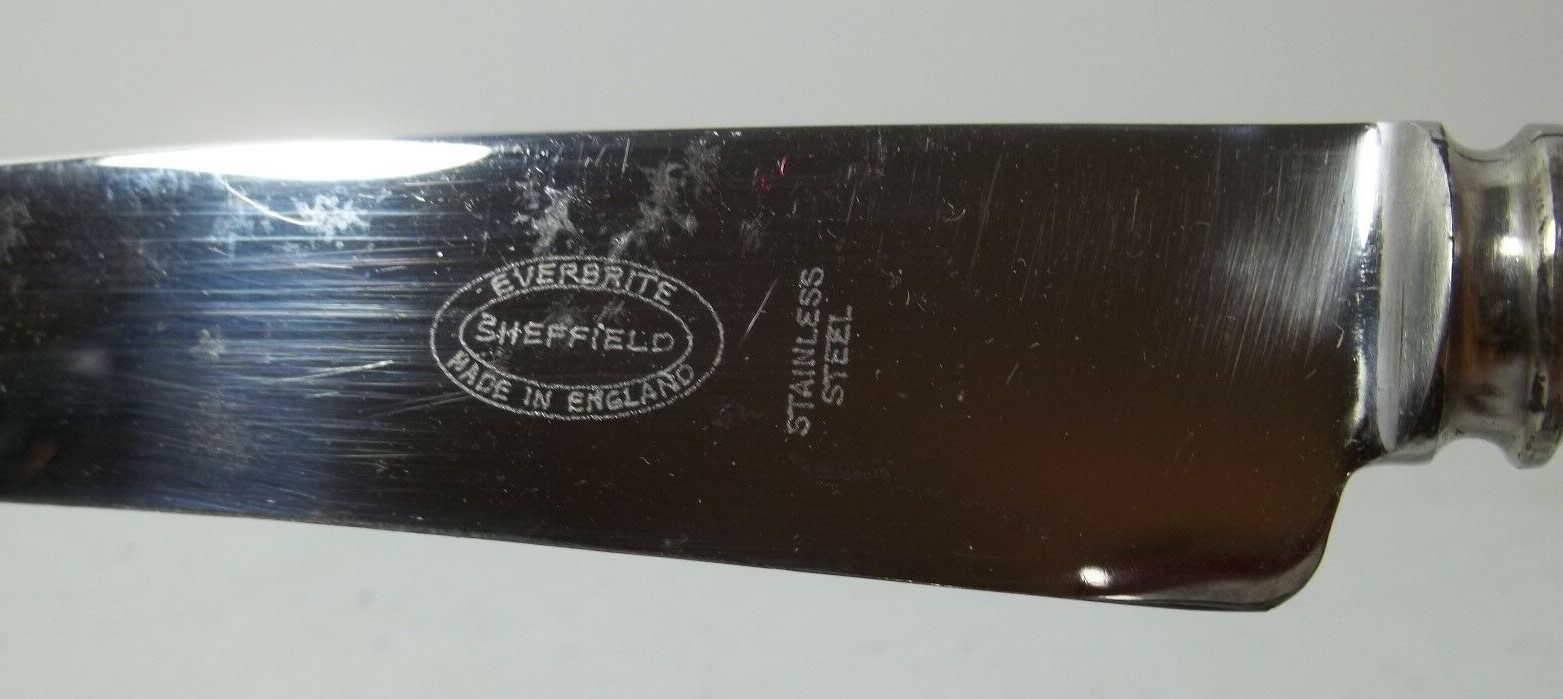 EVERBRITE
SHEFFIELD
MADE IN ENGLAND
STAINLESS
STEEL